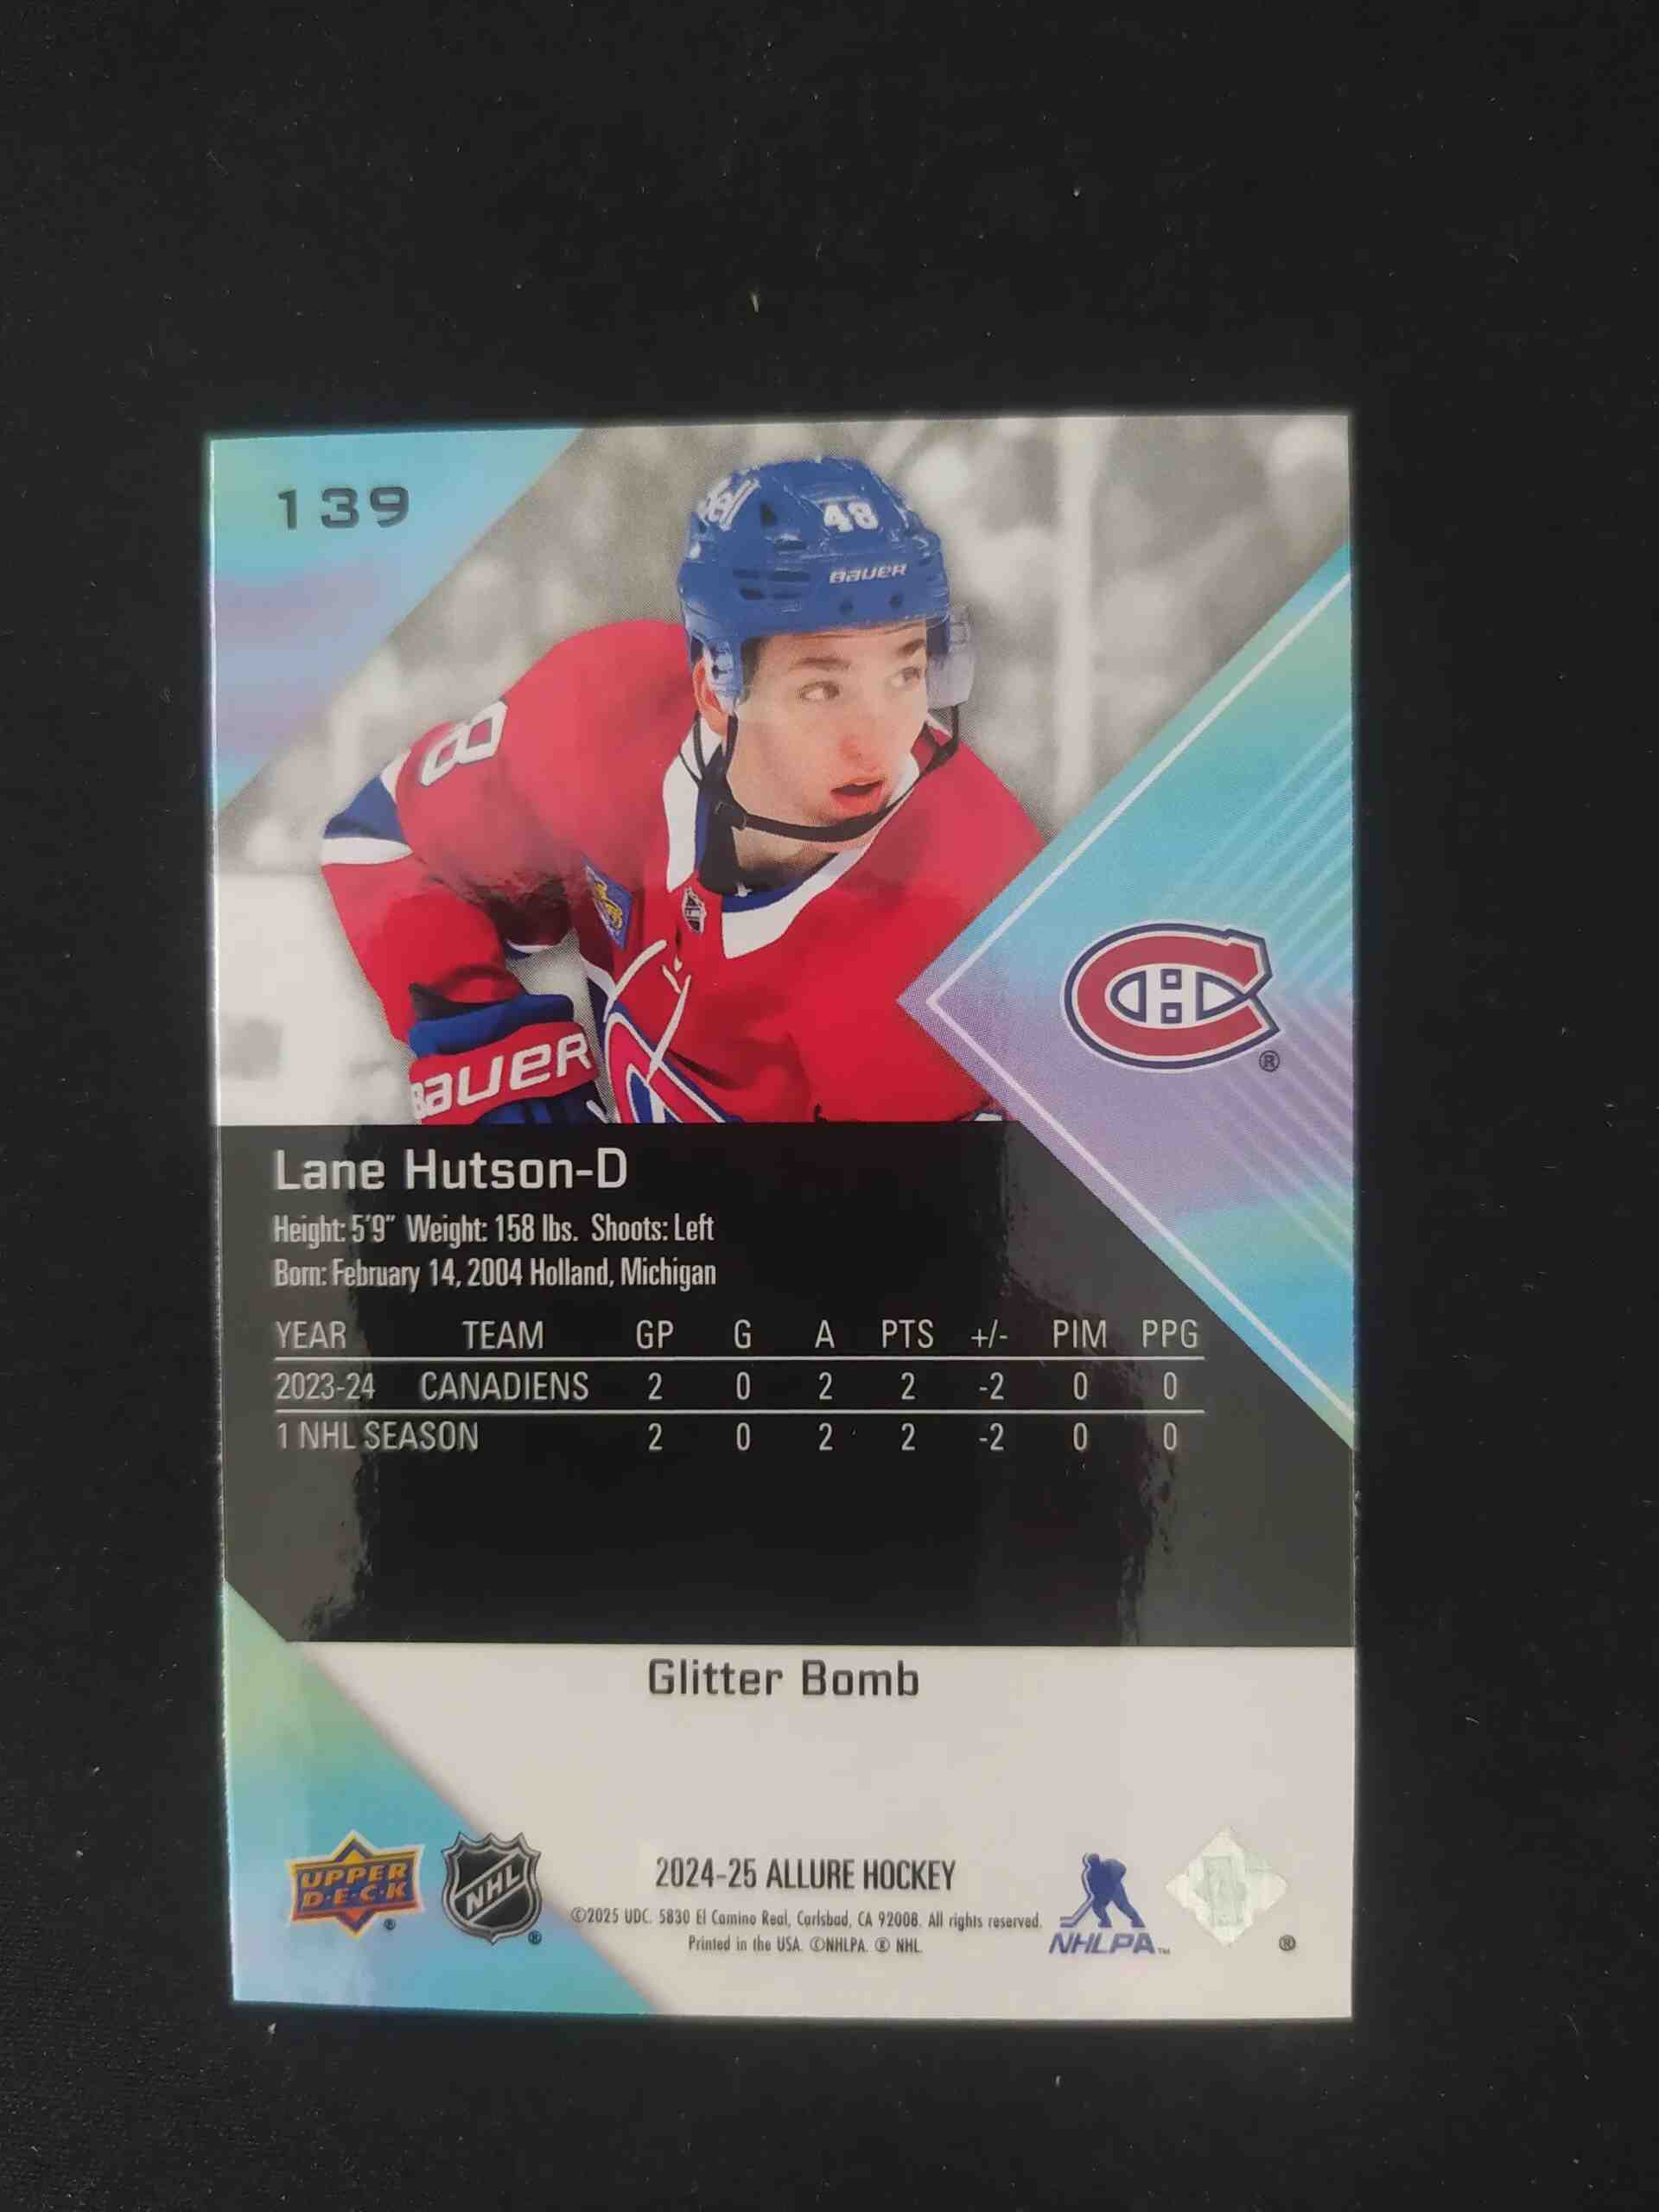 139
Bell
48
BAUER
8
BAUER
®
Lane Hutson-D
Height: 5'9" Weight: 158 lbs. Shoots: Left
Born: February 14, 2004 Holland, Michigan
YEAR TEAM GP G A PTS +/- PIM PPG
2023-24 CANADIENS 2 0 2 2 -2 0 0
1 NHL SEASON 2 0 2 2 -2 0 0
Glitter Bomb
UPPER
D·E·C·K
®
NHL
®
2024-25 ALLURE HOCKEY
©2025 UDC. 5830 El Camino Real, Carlsbad, CA 92008. All rights reserved.
Printed in the USA. ©NHLPA. ® NHL
NHLPA™
®